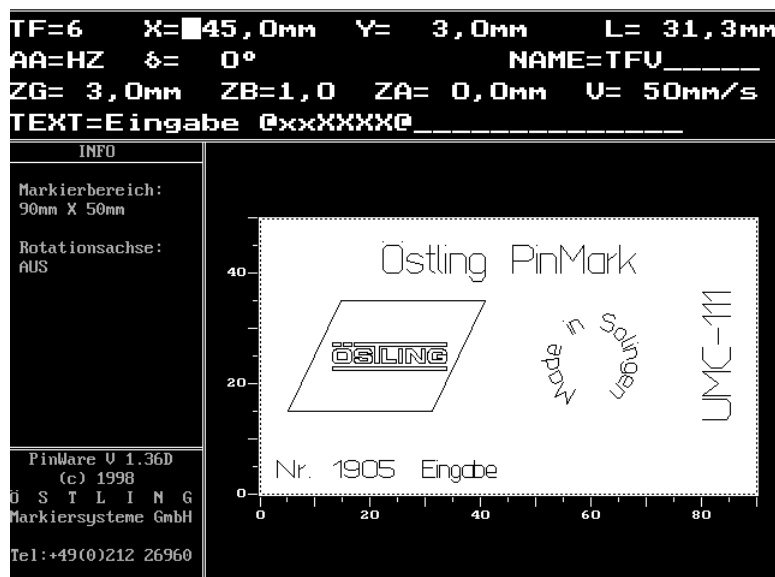 TF=6 X= 45,0mm Y= 3,0mm L= 31,3mm
AA=HZ δ= 0° NAME=TFV_____
ZG= 3,0mm ZB=1,0 ZA= 0,0mm V= 50mm/s
TEXT=Eingabe @xxXXXX@_______________
INFO
Markierbereich:
90mm X 50mm
Rotationsachse:
AUS
PinWare V 1.36D
(c) 1998
Ö S T L I N G
Markiersysteme GmbH
Tel:+49(0)212 26960
Östling PinMark
ÖSTLING
Made in Solingen
UMC-111
Nr. 1905 Eingabe
40
20
0
0 20 40 60 80